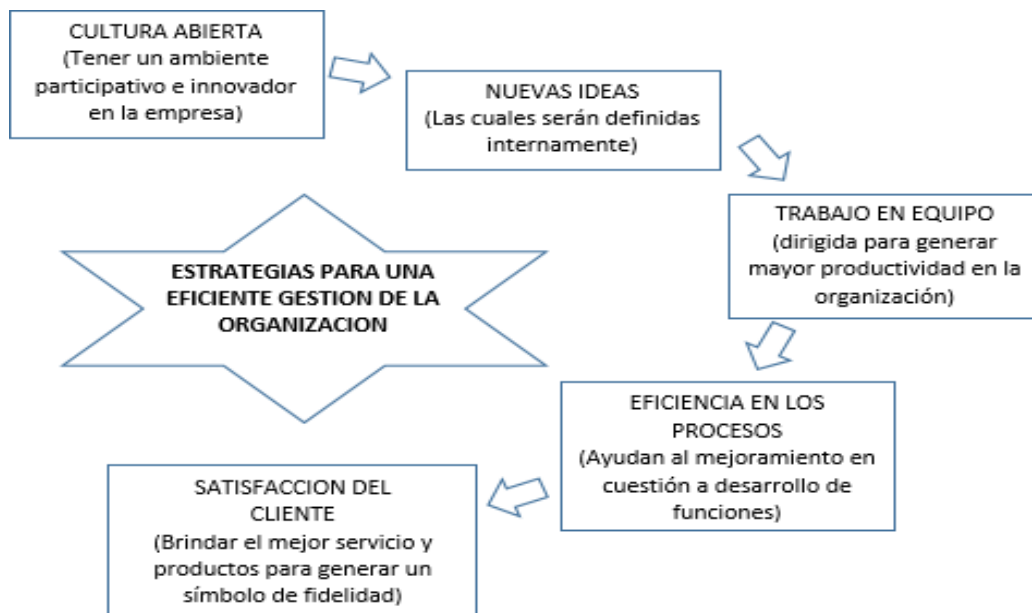 CULTURA ABIERTA
(Tener un ambiente
participativo e innovador
en la empresa)
NUEVAS IDEAS
(Las cuales serán definidas
internamente)
TRABAJO EN EQUIPO
(dirigida para generar
mayor productividad en la
organización)
ESTRATEGIAS PARA UNA
EFICIENTE GESTION DE LA
ORGANIZACION
EFICIENCIA EN LOS
PROCESOS
(Ayudan al mejoramiento en
cuestión a desarrollo de
funciones)
SATISFACCION DEL
CLIENTE
(Brindar el mejor servicio y
productos para generar un
símbolo de fidelidad)